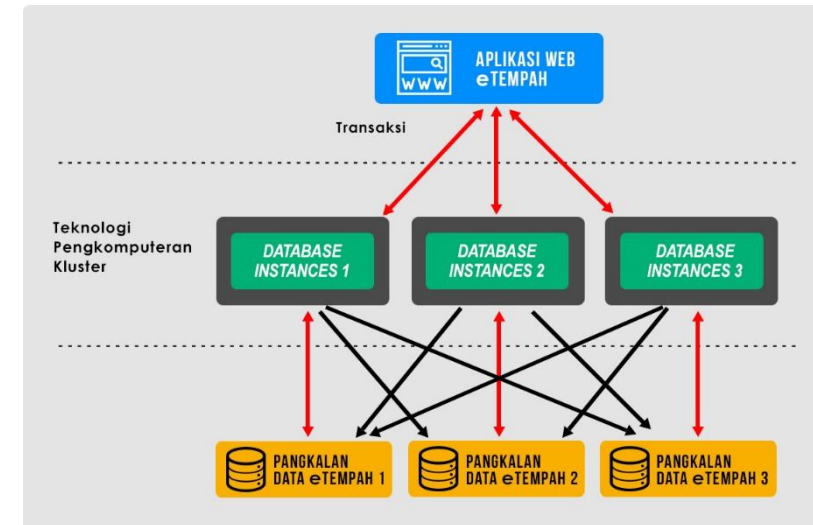 WWW
APLIKASI WEB
eTEMPAH
Transaksi
Teknologi
Pengkomputeran
Kluster
DATABASE
INSTANCES 1
DATABASE
INSTANCES 2
DATABASE
INSTANCES 3
PANGKALAN
DATA eTEMPAH 1
PANGKALAN
DATA eTEMPAH 2
PANGKALAN
DATA eTEMPAH 3